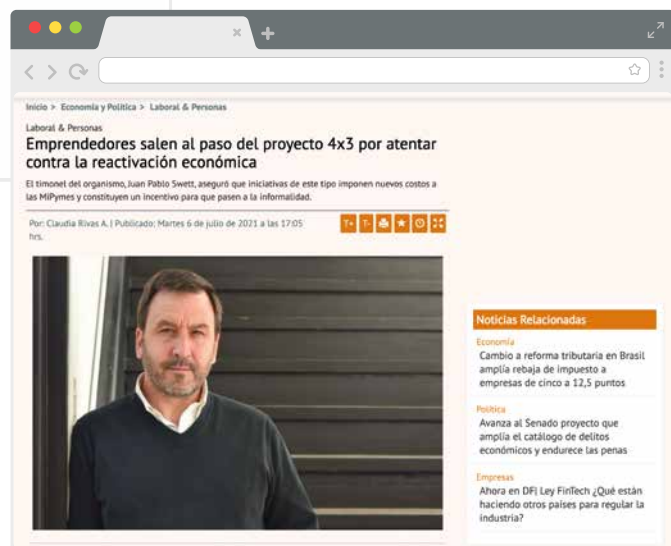 Inicio > Economía y Política > Laboral & Personas
Laboral & Personas
Emprendedores salen al paso del proyecto 4x3 por atentar
contra la reactivación económica
El timonel del organismo, Juan Pablo Swett, aseguró que iniciativas de este tipo imponen nuevos costos a
las MiPymes y constituyen un incentivo para que pasen a la informalidad.
Por: Claudia Rivas A. | Publicado: Martes 6 de julio de 2021 a las 17:05
hrs.
T+ T-
Noticias Relacionadas
Economía
Cambio a reforma tributaria en Brasil
amplía rebaja de impuesto a
empresas de cinco a 12,5 puntos
Política
Avanza al Senado proyecto que
amplía el catálogo de delitos
económicos y endurece las penas
Empresas
Ahora en DF| Ley FinTech ¿Qué están
haciendo otros países para regular la
industria?